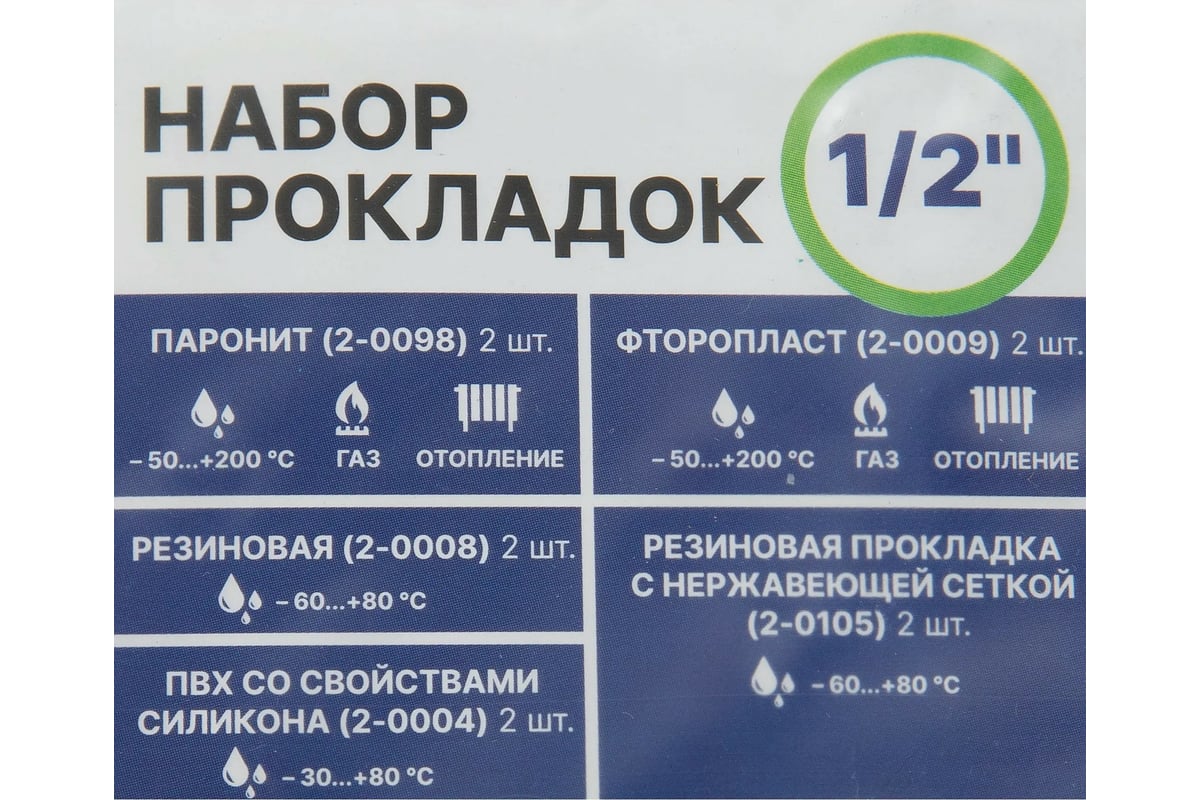 НАБОР
ПРОКЛАДОК
1/2"
ПАРОНИТ (2-0098) 2 шт.
–50...+200 °C ГАЗ ОТОПЛЕНИЕ
ФТОРОПЛАСТ (2-0009) 2 шт.
–50...+200 °C ГАЗ ОТОПЛЕНИЕ
РЕЗИНОВАЯ (2-0008) 2 шт.
–60...+80 °C
РЕЗИНОВАЯ ПРОКЛАДКА
С НЕРЖАВЕЮЩЕЙ СЕТКОЙ
(2-0105) 2 шт.
–60...+80 °C
ПВХ СО СВОЙСТВАМИ
СИЛИКОНА (2-0004) 2 шт.
–30...+80 °C